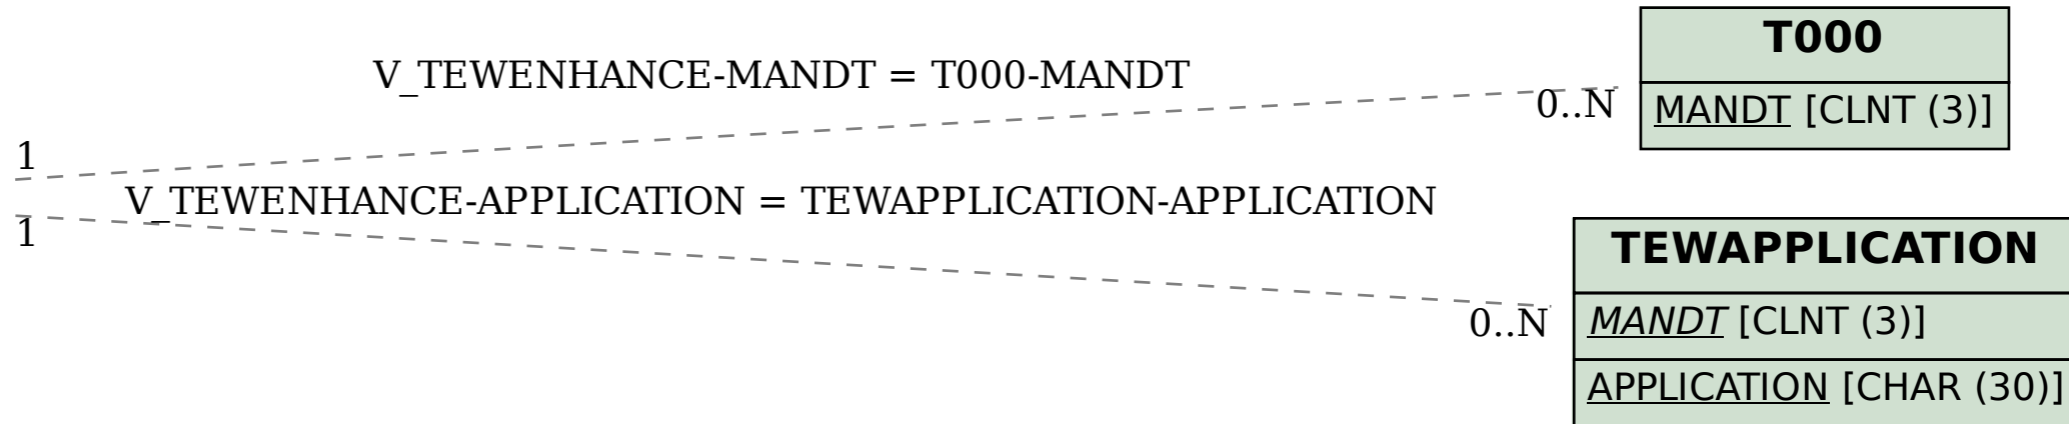 T000
V_TEWENHANCE-MANDT = T000-MANDT
0..N
MANDT [CLNT (3)]
1
V_TEWENHANCE-APPLICATION = TEWAPPLICATION-APPLICATION
1
TEWAPPLICATION
0..N
MANDT [CLNT (3)]
APPLICATION [CHAR (30)]